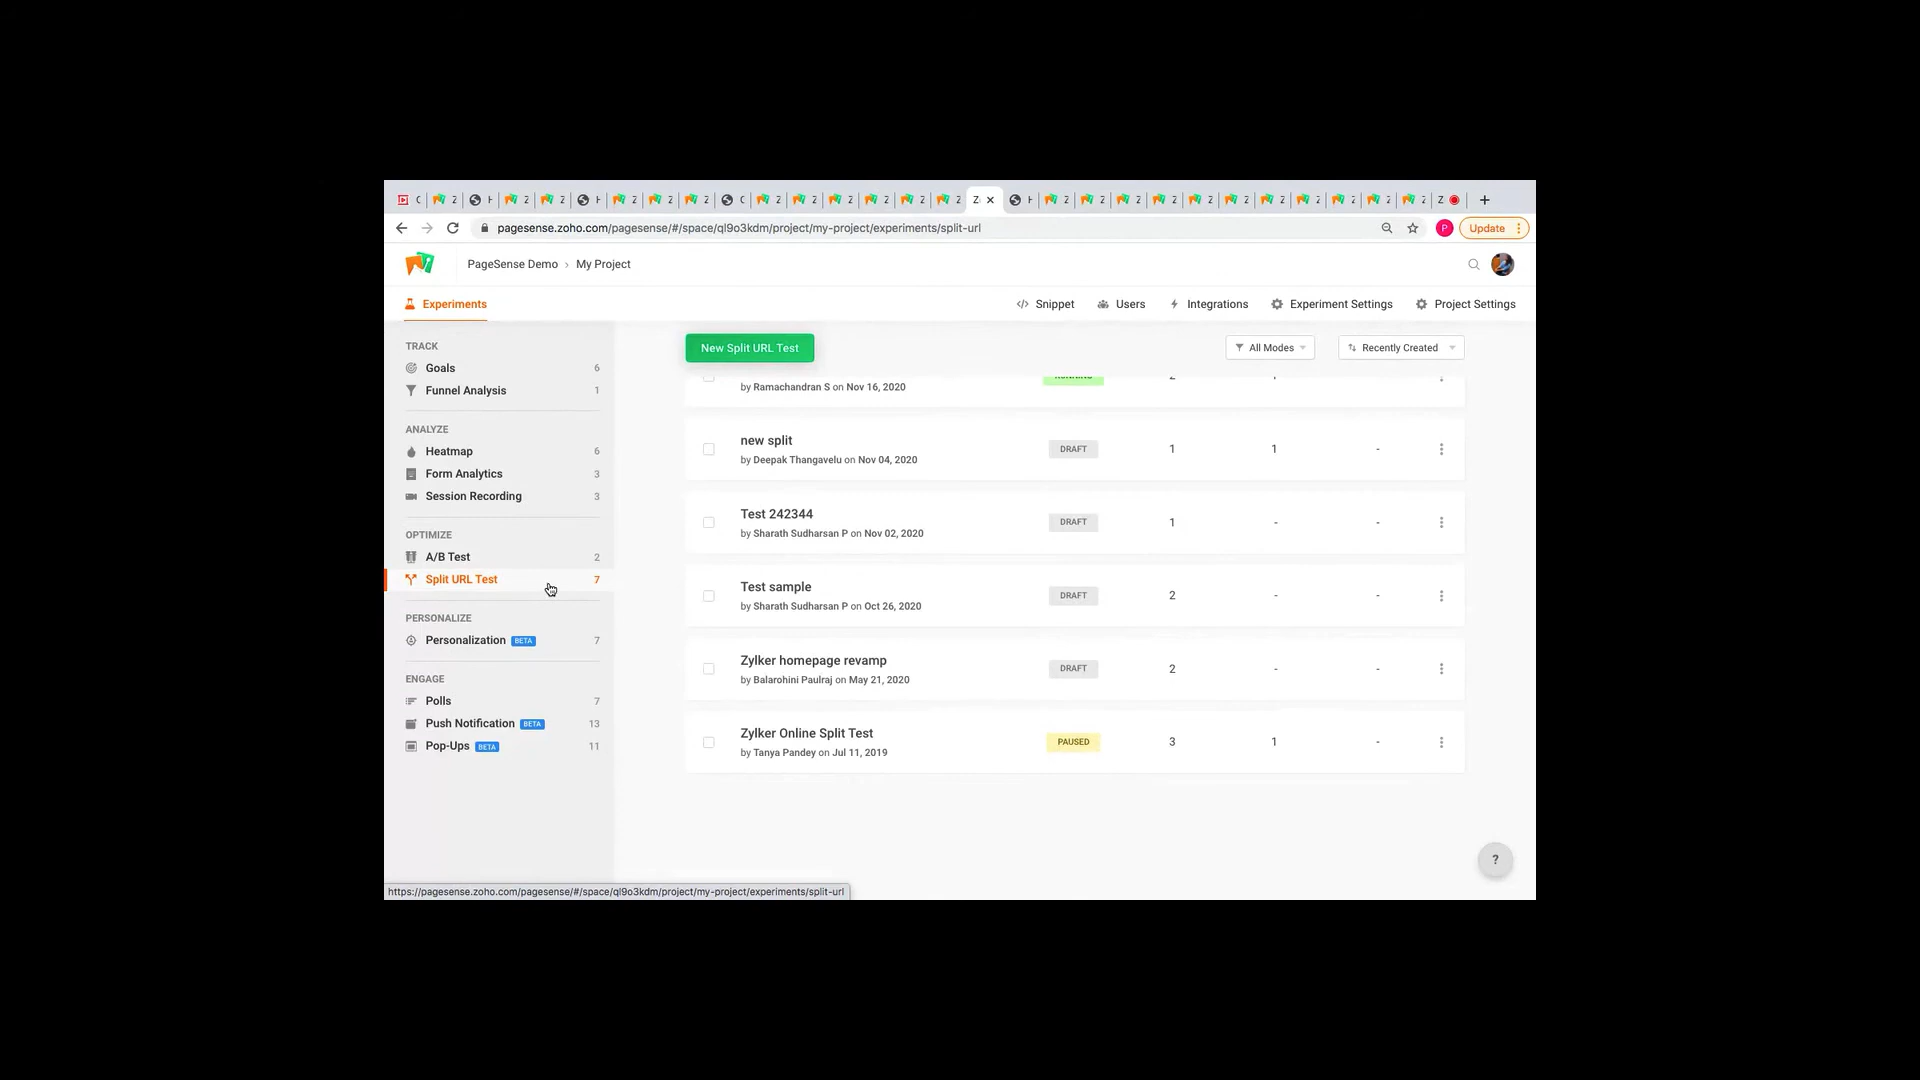 pagesense.zoho.com/pagesense/#/space/ql9o3kdm/project/my-project/experiments/split-url
P
Update
PageSense Demo › My Project
Experiments
</> Snippet
Users
Integrations
Experiment Settings
Project Settings
TRACK
Goals 6
Funnel Analysis 1
ANALYZE
Heatmap 6
Form Analytics 3
Session Recording 3
OPTIMIZE
A/B Test 2
Split URL Test 7
PERSONALIZE
Personalization BETA 7
ENGAGE
Polls 7
Push Notification BETA 13
Pop-Ups BETA 11
New Split URL Test
All Modes
Recently Created
by Ramachandran S on Nov 16, 2020
new split
by Deepak Thangavelu on Nov 04, 2020
DRAFT 1 1 -
Test 242344
by Sharath Sudharsan P on Nov 02, 2020
DRAFT 1 - -
Test sample
by Sharath Sudharsan P on Oct 26, 2020
DRAFT 2 - -
Zylker homepage revamp
by Balarohini Paulraj on May 21, 2020
DRAFT 2 - -
Zylker Online Split Test
by Tanya Pandey on Jul 11, 2019
PAUSED 3 1 -
?
https://pagesense.zoho.com/pagesense/#/space/ql9o3kdm/project/my-project/experiments/split-url